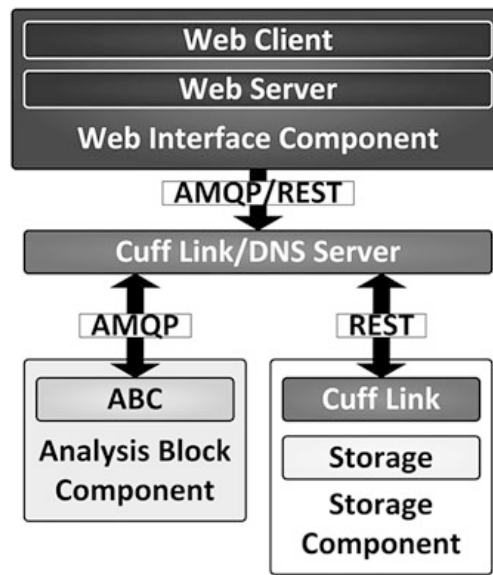 Web Client
Web Server
Web Interface Component
AMQP/REST
Cuff Link/DNS Server
AMQP
REST
ABC
Analysis Block
Component
Cuff Link
Storage
Storage
Component